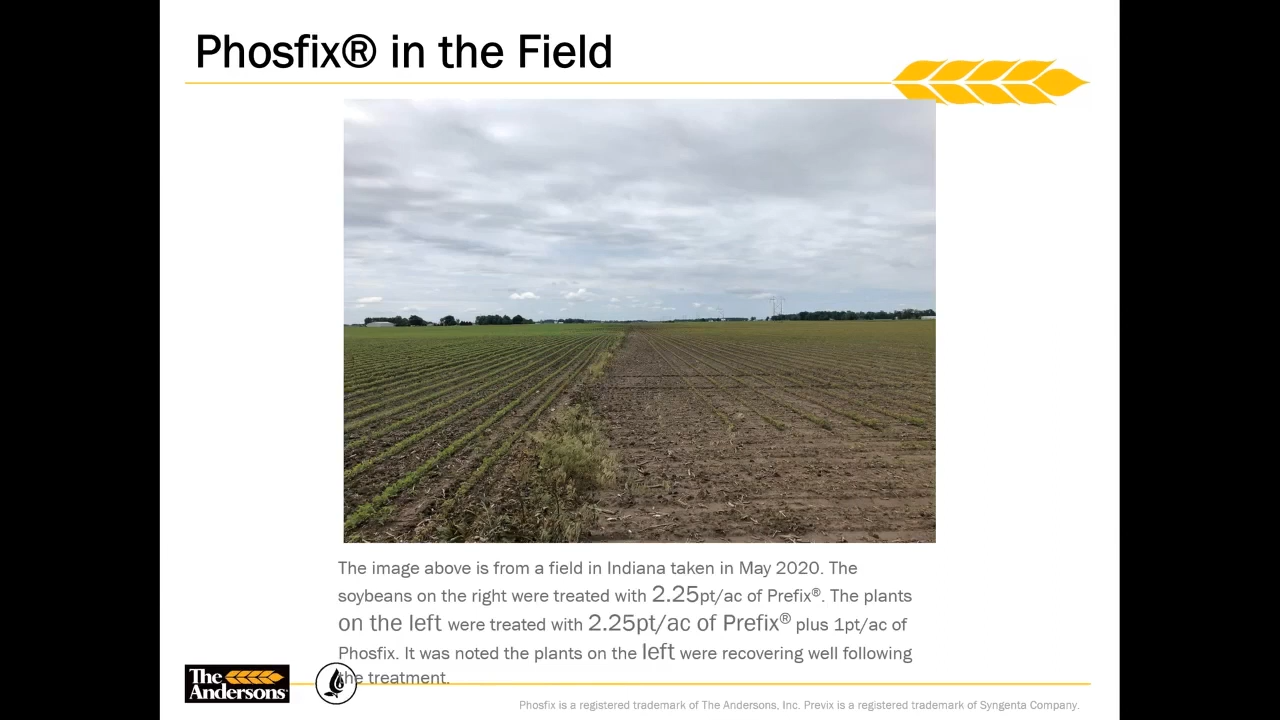 Phosfix® in the Field
The image above is from a field in Indiana taken in May 2020. The
soybeans on the right were treated with 2.25pt/ac of Prefix®. The plants
on the left were treated with 2.25pt/ac of Prefix® plus 1pt/ac of
Phosfix. It was noted the plants on the left were recovering well following
the treatment.
The
Andersons
Phosfix is a registered trademark of The Andersons, Inc. Previx is a registered trademark of Syngenta Company.